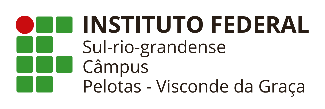 INSTITUTO FEDERAL
Sul-rio-grandense
Câmpus
Pelotas - Visconde da Graça